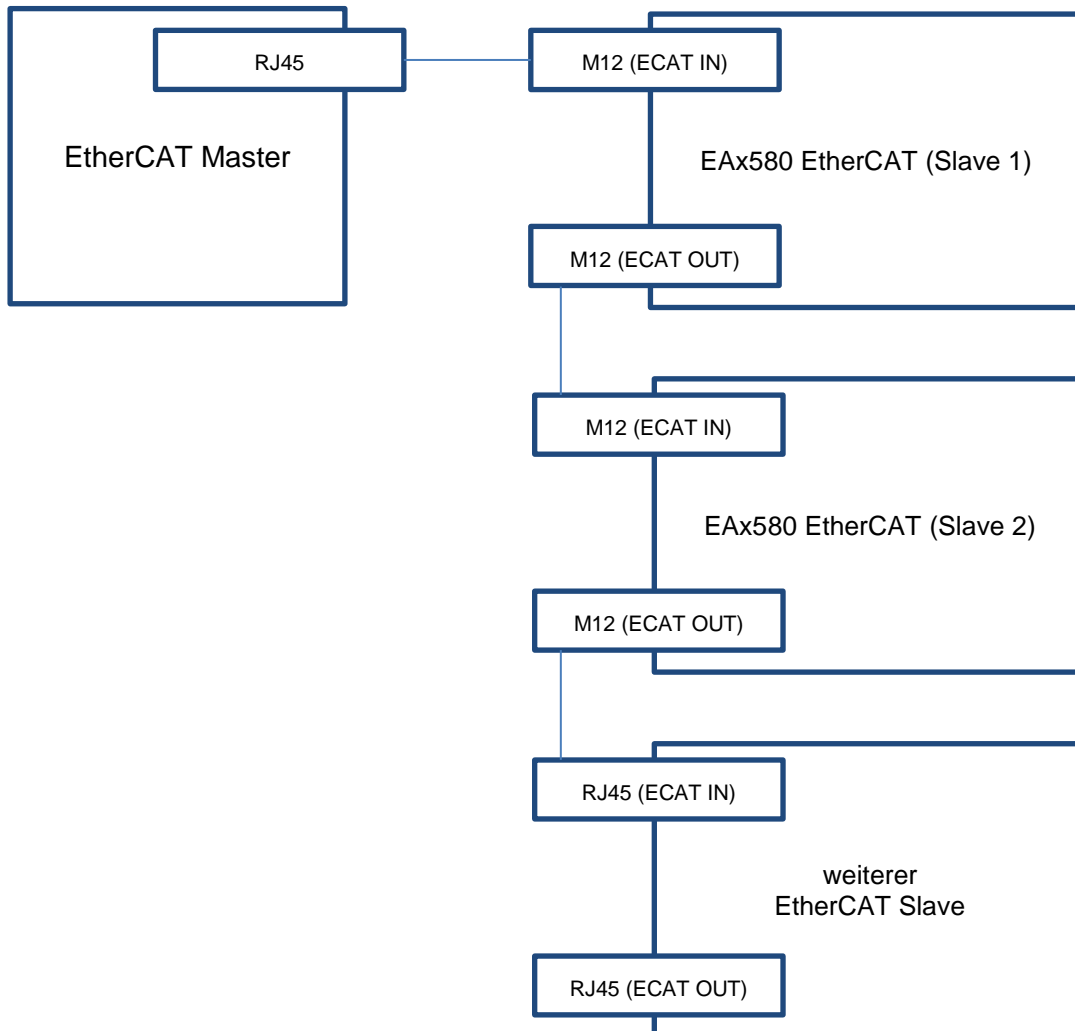 RJ45
M12 (ECAT IN)
EtherCAT Master
EAx580 EtherCAT (Slave 1)
M12 (ECAT OUT)
M12 (ECAT IN)
EAx580 EtherCAT (Slave 2)
M12 (ECAT OUT)
RJ45 (ECAT IN)
weiterer
EtherCAT Slave
RJ45 (ECAT OUT)